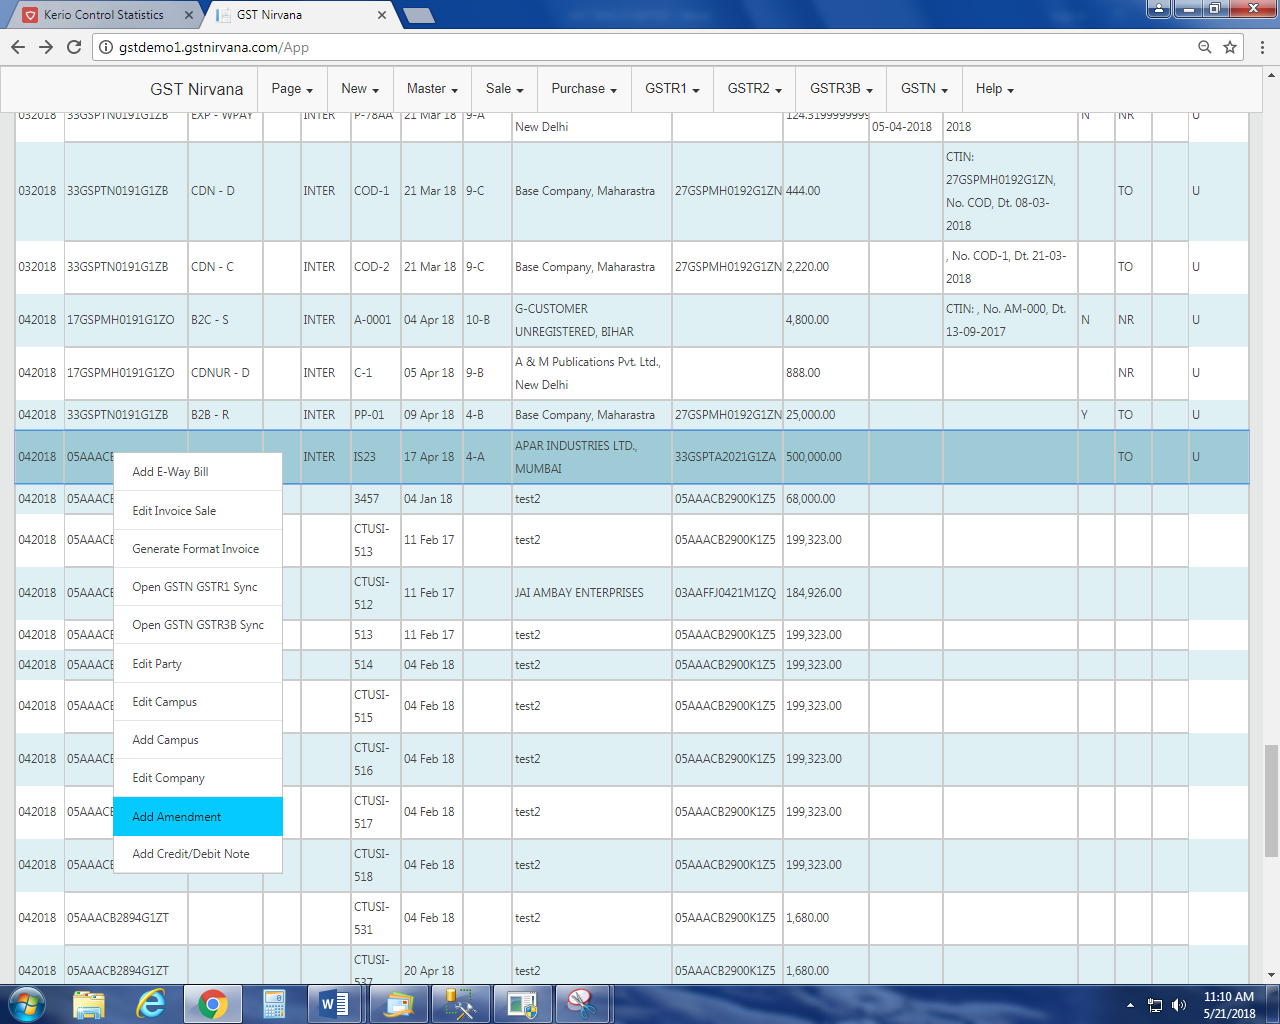 Kerio Control Statistics
GST Nirvana
gstdemo1.gstnirvana.com/App
GST Nirvana Page New Master Sale Purchase GSTR1 GSTR2 GSTR3B GSTN Help
032018 33GSPTN0191G1ZB EXP - WPAY INTER P-78AA 21 Mar 18 9-A New Delhi 124.3199999999 05-04-2018 2018 N NR U
032018 33GSPTN0191G1ZB CDN - D INTER COD-1 21 Mar 18 9-C Base Company, Maharastra 27GSPMH0192G1ZN 444.00 CTIN:
27GSPMH0192G1ZN,
No. COD, Dt. 08-03-
2018 TO U
032018 33GSPTN0191G1ZB CDN - C INTER COD-2 21 Mar 18 9-C Base Company, Maharastra 27GSPMH0192G1ZN 2,220.00 , No. COD-1, Dt. 21-03-
2018 TO U
042018 17GSPMH0191G1ZO B2C - S INTER A-0001 04 Apr 18 10-B G-CUSTOMER
UNREGISTERED, BIHAR 4,800.00 CTIN: , No. AM-000, Dt.
13-09-2017 N NR U
042018 17GSPMH0191G1ZO CDNUR - D INTER C-1 05 Apr 18 9-B A & M Publications Pvt. Ltd.,
New Delhi 888.00 NR U
042018 33GSPTN0191G1ZB B2B - R INTER PP-01 09 Apr 18 4-B Base Company, Maharastra 27GSPMH0192G1ZN 25,000.00 Y TO U
042018 05AAACB INTER IS23 17 Apr 18 4-A APAR INDUSTRIES LTD.,
MUMBAI 33GSPTA2021G1ZA 500,000.00 TO U
042018 05AAACB 3457 04 Jan 18 test2 05AAACB2900K1Z5 68,000.00
042018 05AAACB CTUSI-
513 11 Feb 17 test2 05AAACB2900K1Z5 199,323.00
042018 05AAACB CTUSI-
512 11 Feb 17 JAI AMBAY ENTERPRISES 03AAFFJ0421M1ZQ 184,926.00
042018 05AAACB 513 11 Feb 17 test2 05AAACB2900K1Z5 199,323.00
042018 05AAACB 514 04 Feb 18 test2 05AAACB2900K1Z5 199,323.00
042018 05AAACB CTUSI-
515 04 Feb 18 test2 05AAACB2900K1Z5 199,323.00
042018 05AAACB CTUSI-
516 04 Feb 18 test2 05AAACB2900K1Z5 199,323.00
042018 05AAACB CTUSI-
517 04 Feb 18 test2 05AAACB2900K1Z5 199,323.00
042018 05AAACB CTUSI-
518 04 Feb 18 test2 05AAACB2900K1Z5 199,323.00
042018 05AAACB2894G1ZT CTUSI-
531 04 Feb 18 test2 05AAACB2900K1Z5 1,680.00
042018 05AAACB2894G1ZT CTUSI-
537 20 Apr 18 test2 05AAACB2900K1Z5 1,680.00
Add E-Way Bill
Edit Invoice Sale
Generate Format Invoice
Open GSTN GSTR1 Sync
Open GSTN GSTR3B Sync
Edit Party
Edit Campus
Add Campus
Edit Company
Add Amendment
Add Credit/Debit Note
11:10 AM
5/21/2018